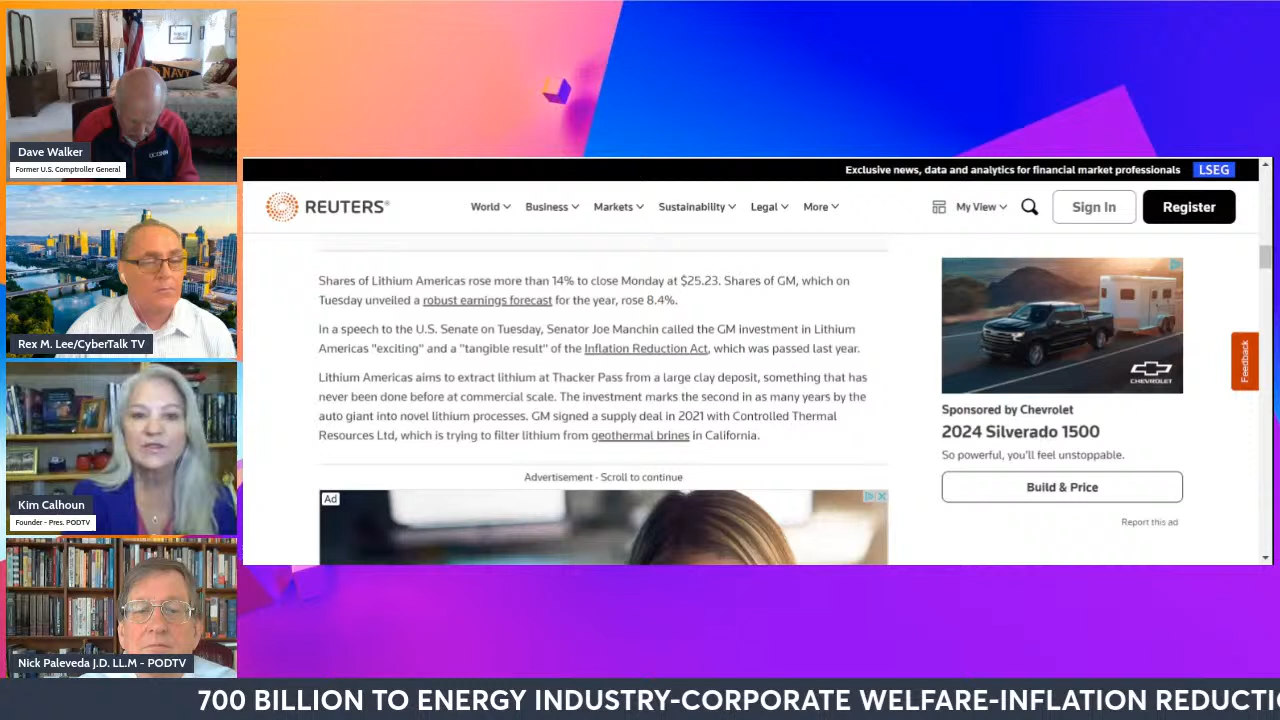 NAVY
UCONN
Dave Walker
Former U.S. Comptroller General
Rex M. Lee/CyberTalk TV
Kim Calhoun
Founder - Pres. PODTV
Nick Paleveda J.D. LL.M - PODTV
Exclusive news, data and analytics for financial market professionals LSEG
REUTERS®
World Business Markets Sustainability Legal More My View Sign In Register
Shares of Lithium Americas rose more than 14% to close Monday at $25.23. Shares of GM, which on
Tuesday unveiled a robust earnings forecast for the year, rose 8.4%.
In a speech to the U.S. Senate on Tuesday, Senator Joe Manchin called the GM investment in Lithium
Americas "exciting" and a "tangible result" of the Inflation Reduction Act, which was passed last year.
Lithium Americas aims to extract lithium at Thacker Pass from a large clay deposit, something that has
never been done before at commercial scale. The investment marks the second in as many years by the
auto giant into novel lithium processes. GM signed a supply deal in 2021 with Controlled Thermal
Resources Ltd, which is trying to filter lithium from geothermal brines in California.
Advertisement · Scroll to continue
Ad
CHEVROLET
Sponsored by Chevrolet
2024 Silverado 1500
So powerful, you'll feel unstoppable.
Build & Price
Report this ad
Feedback
700 BILLION TO ENERGY INDUSTRY-CORPORATE WELFARE-INFLATION REDUCTI